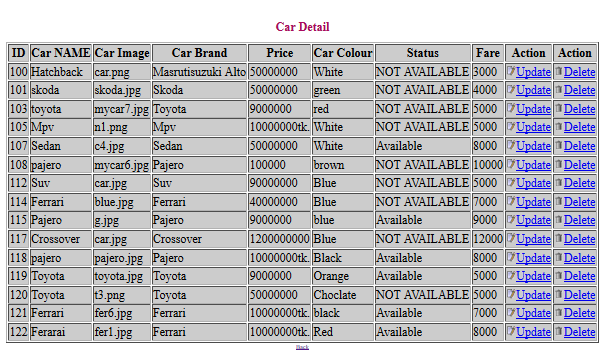 Car Detail
ID Car NAME Car Image Car Brand Price Car Colour Status Fare Action Action
100 Hatchback car.png Masrutisuzuki Alto 50000000 White NOT AVAILABLE 3000 Update Delete
101 skoda skoda.jpg Skoda 50000000 green NOT AVAILABLE 4000 Update Delete
103 toyota mycar7.jpg Toyota 9000000 red NOT AVAILABLE 5000 Update Delete
105 Mpv n1.png Mpv 10000000tk. White NOT AVAILABLE 5000 Update Delete
107 Sedan c4.jpg Sedan 50000000 White Available 8000 Update Delete
108 pajero mycar6.jpg Pajero 100000 brown NOT AVAILABLE 10000 Update Delete
112 Suv car.jpg Suv 90000000 Blue NOT AVAILABLE 5000 Update Delete
114 Ferrari blue.jpg Ferrari 40000000 Blue NOT AVAILABLE 7000 Update Delete
115 Pajero g.jpg Pajero 9000000 blue Available 9000 Update Delete
117 Crossover car.jpg Crossover 1200000000 Blue NOT AVAILABLE 12000 Update Delete
118 pajero pajero.jpg Pajero 10000000tk. Black Available 8000 Update Delete
119 Toyota toyota.jpg Toyota 9000000 Orange Available 5000 Update Delete
120 Toyota t3.png Toyota 50000000 Choclate NOT AVAILABLE 5000 Update Delete
121 Ferrari fer6.jpg Ferrari 10000000tk. black Available 7000 Update Delete
122 Ferarai fer1.jpg Ferrari 10000000tk. Red Available 8000 Update Delete
Back